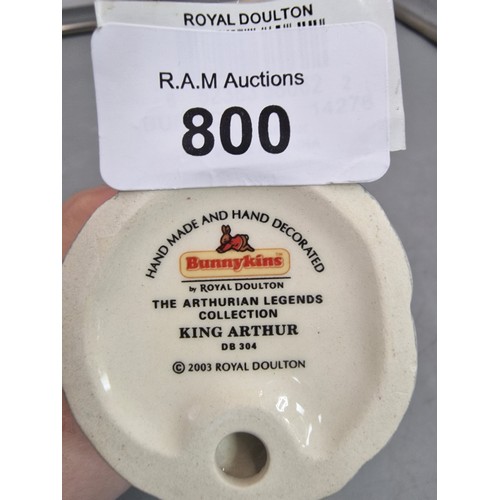 ROYAL DOULTON
R.A.M Auctions
800
HAND MADE AND HAND DECORATED
Bunnykins
by ROYAL DOULTON
THE ARTHURIAN LEGENDS
COLLECTION
KING ARTHUR
DB 304
© 2003 ROYAL DOULTON